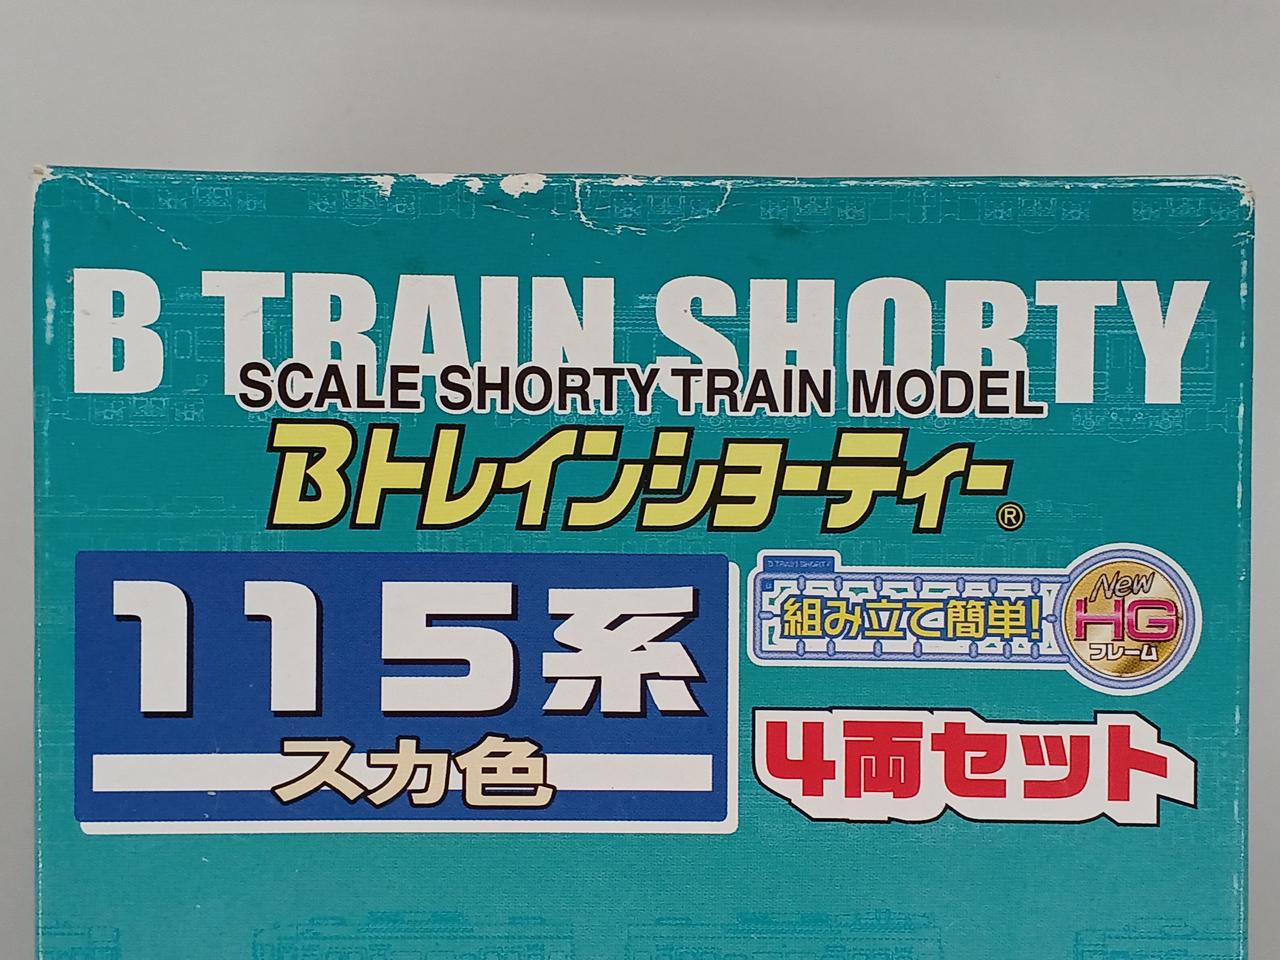 B TRAIN SHORTY
SCALE SHORTY TRAIN MODEL
Bトレインショーティー®
115系
スカ色
B TRAIN SHORTY
組み立て簡単!
New
HG
フレーム
4両セット